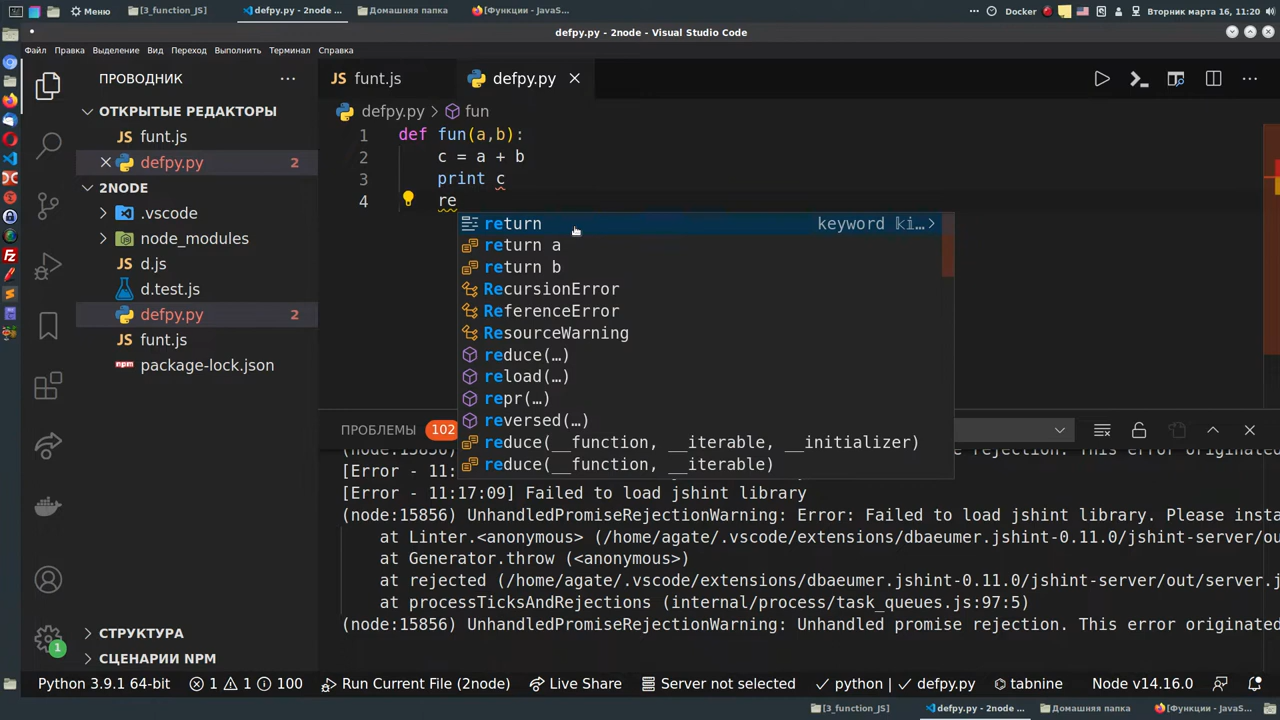 Меню
[3_function_JS]
defpy.py - 2node ...
Домашняя папка
[Функции - JavaS...
Docker
Вторник марта 16, 11:20
defpy.py - 2node - Visual Studio Code
Файл Правка Выделение Вид Переход Выполнить Терминал Справка
ПРОВОДНИК
ОТКРЫТЫЕ РЕДАКТОРЫ
JS funt.js
defpy.py 2
2NODE
.vscode
node_modules
d.js
d.test.js
defpy.py 2
JS funt.js
npm package-lock.json
СТРУКТУРА
СЦЕНАРИИ NPM
JS funt.js
defpy.py
defpy.py > fun
1 def fun(a,b):
2 c = a + b
3 print c
4 re
return keyword ki...
return a
return b
RecursionError
ReferenceError
ResourceWarning
reduce(…)
reload(…)
repr(…)
reversed(…)
reduce(__function, __iterable, __initializer)
reduce(__function, __iterable)
ПРОБЛЕМЫ 102
[Error - 11:
[Error - 11:17:09] Failed to load jshint library
(node:15856) UnhandledPromiseRejectionWarning: Error: Failed to load jshint library. Please insta
at Linter.<anonymous> (/home/agate/.vscode/extensions/dbaeumer.jshint-0.11.0/jshint-server/ou
at Generator.throw (<anonymous>)
at rejected (/home/agate/.vscode/extensions/dbaeumer.jshint-0.11.0/jshint-server/out/server.j
at processTicksAndRejections (internal/process/task_queues.js:97:5)
(node:15856) UnhandledPromiseRejectionWarning: Unhandled promise rejection. This error originated
Python 3.9.1 64-bit 1 1 100 Run Current File (2node) Live Share Server not selected python | defpy.py tabnine Node v14.16.0
[3_function_JS]
defpy.py - 2node ...
Домашняя папка
[Функции - JavaS...